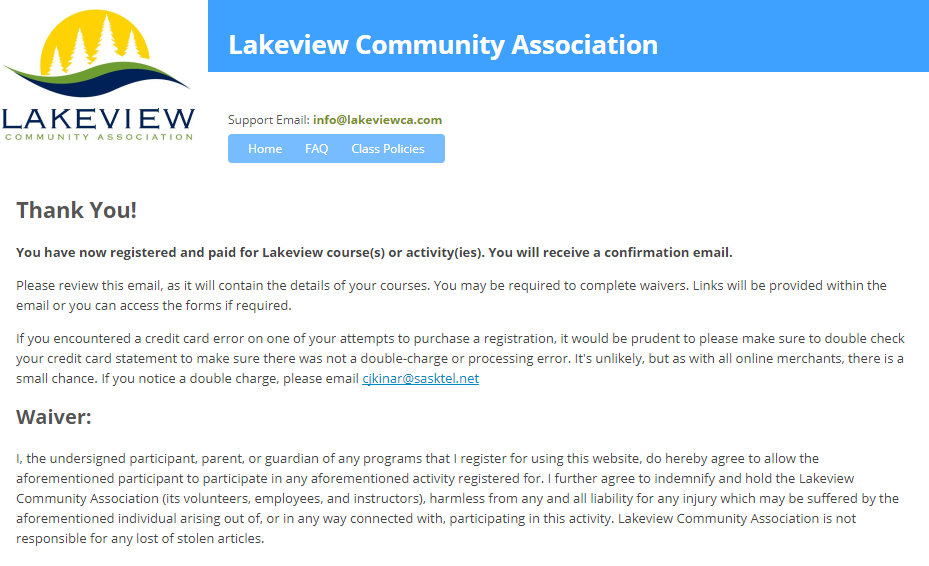 Lakeview Community Association
LAKEVIEW
COMMUNITY ASSOCIATION
Support Email: info@lakeviewca.com
Home FAQ Class Policies
Thank You!
You have now registered and paid for Lakeview course(s) or activity(ies). You will receive a confirmation email.
Please review this email, as it will contain the details of your courses. You may be required to complete waivers. Links will be provided within the
email or you can access the forms if required.
If you encountered a credit card error on one of your attempts to purchase a registration, it would be prudent to please make sure to double check
your credit card statement to make sure there was not a double-charge or processing error. It's unlikely, but as with all online merchants, there is a
small chance. If you notice a double charge, please email cjkinar@sasktel.net
Waiver:
I, the undersigned participant, parent, or guardian of any programs that I register for using this website, do hereby agree to allow the
aforementioned participant to participate in any aforementioned activity registered for. I further agree to indemnify and hold the Lakeview
Community Association (its volunteers, employees, and instructors), harmless from any and all liability for any injury which may be suffered by the
aforementioned individual arising out of, or in any way connected with, participating in this activity. Lakeview Community Association is not
responsible for any lost of stolen articles.